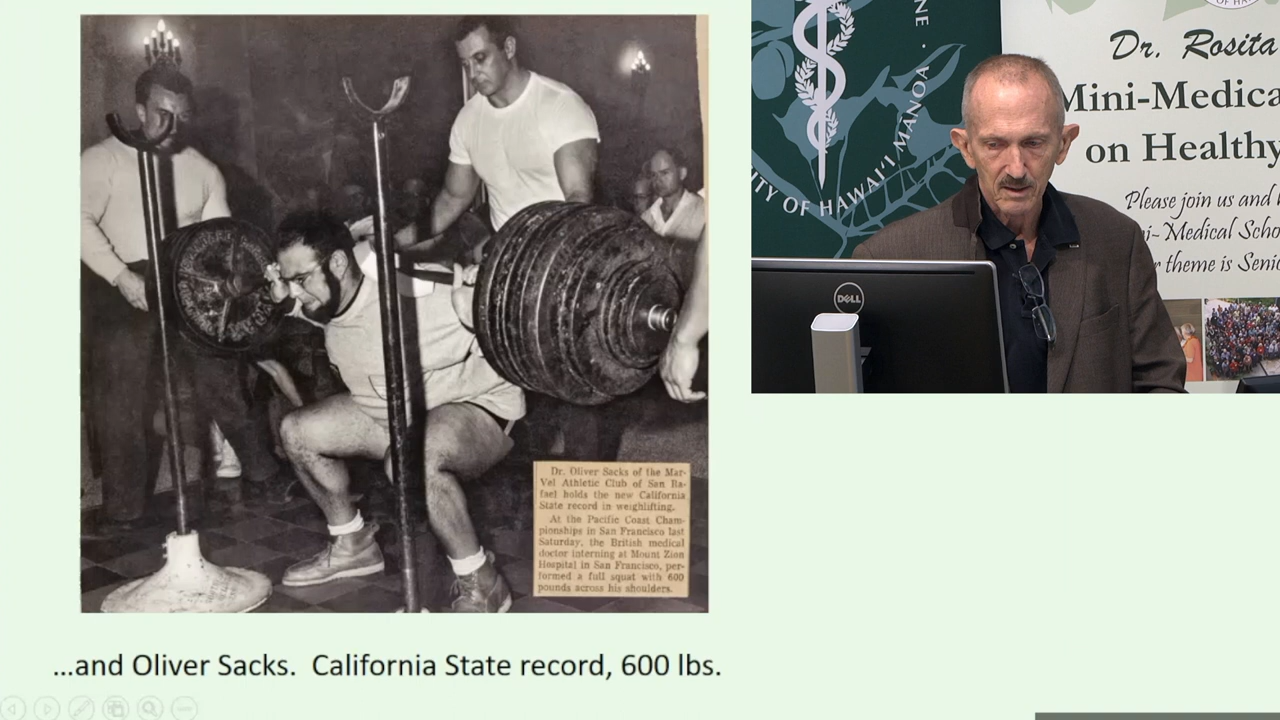 Dr. Oliver Sacks of the Mar-
Vel Athletic Club of San Ra-
fael holds the new California
State record in weighlifting.
At the Pacific Coast Cham-
pionships in San Francisco last
Saturday, the British medical
doctor interning at Mount Zion
Hospital in San Francisco, per-
formed a full squat with 600
pounds across his shoulders.
...and Oliver Sacks. California State record, 600 lbs.
ITY OF HAWAIʻI MANOA · NE
Dr. Rosita
Mini-Medica
on Healthy
Please join us and
ni-Medical Scho
r theme is Senio
DELL